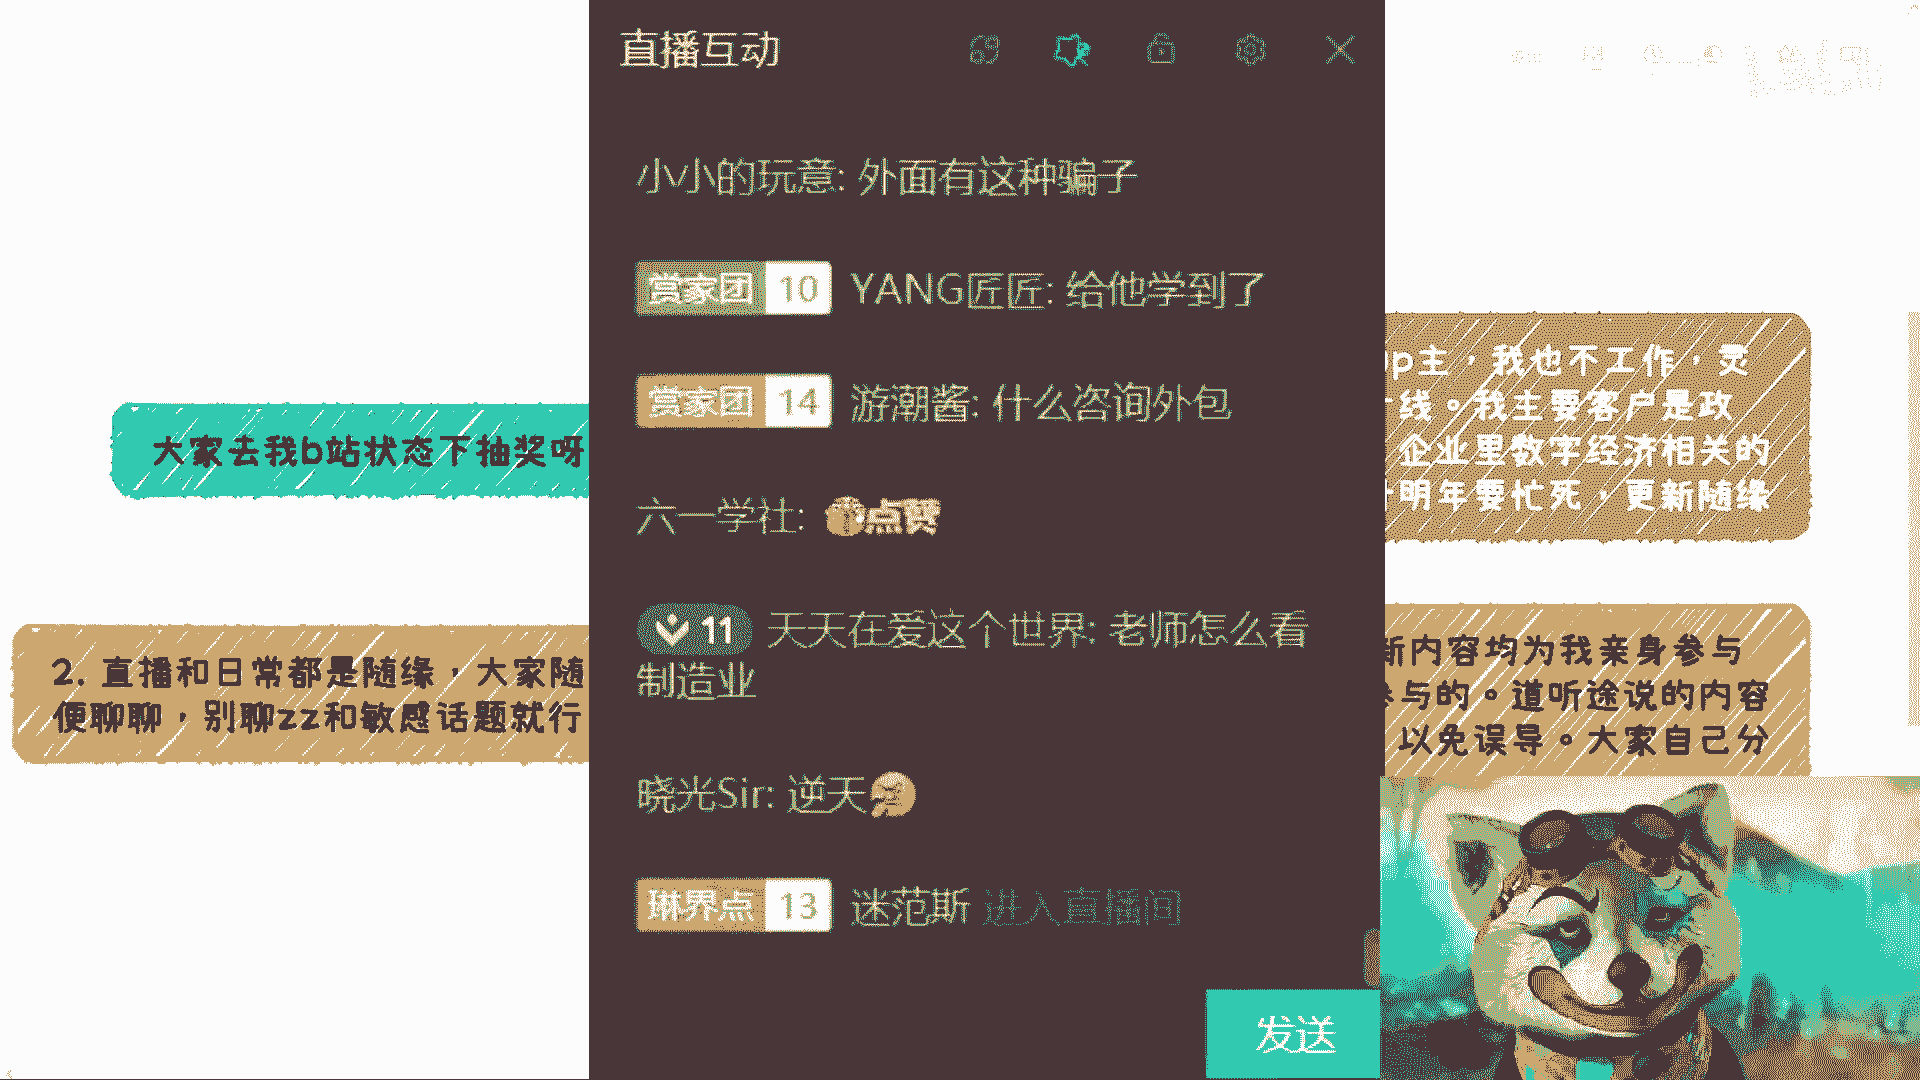 直播互动
小小的玩意: 外面有这种骗子
赏家团 10 YANG匠匠: 给他学到了
赏家团 14 游潮酱: 什么咨询外包
六一学社: 点赞
11 天天在爱这个世界: 老师怎么看
制造业
晓光Sir: 逆天
琳界点 13 迷范斯 进入直播间
发送
大家去我b站状态下抽奖呀
2. 直播和日常都是随缘，大家随
便聊聊，别聊zz和敏感话题就行
up主，我也不工作，灵
线。我主要客户是政
企业里数字经济相关的
明年要忙死，更新随缘
新内容均为我亲身参与
参与的。道听途说的内容
以免误导。大家自己分